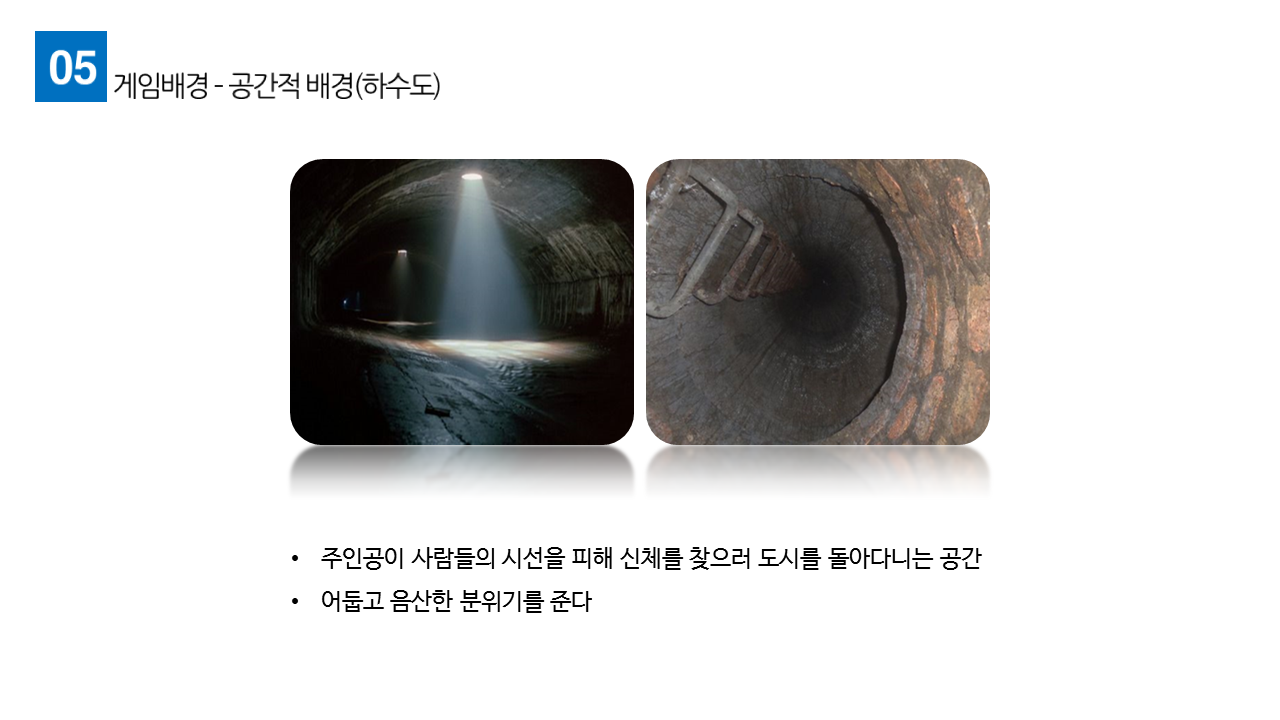 05
게임배경 - 공간적 배경(하수도)
• 주인공이 사람들의 시선을 피해 신체를 찾으러 도시를 돌아다니는 공간
• 어둡고 음산한 분위기를 준다